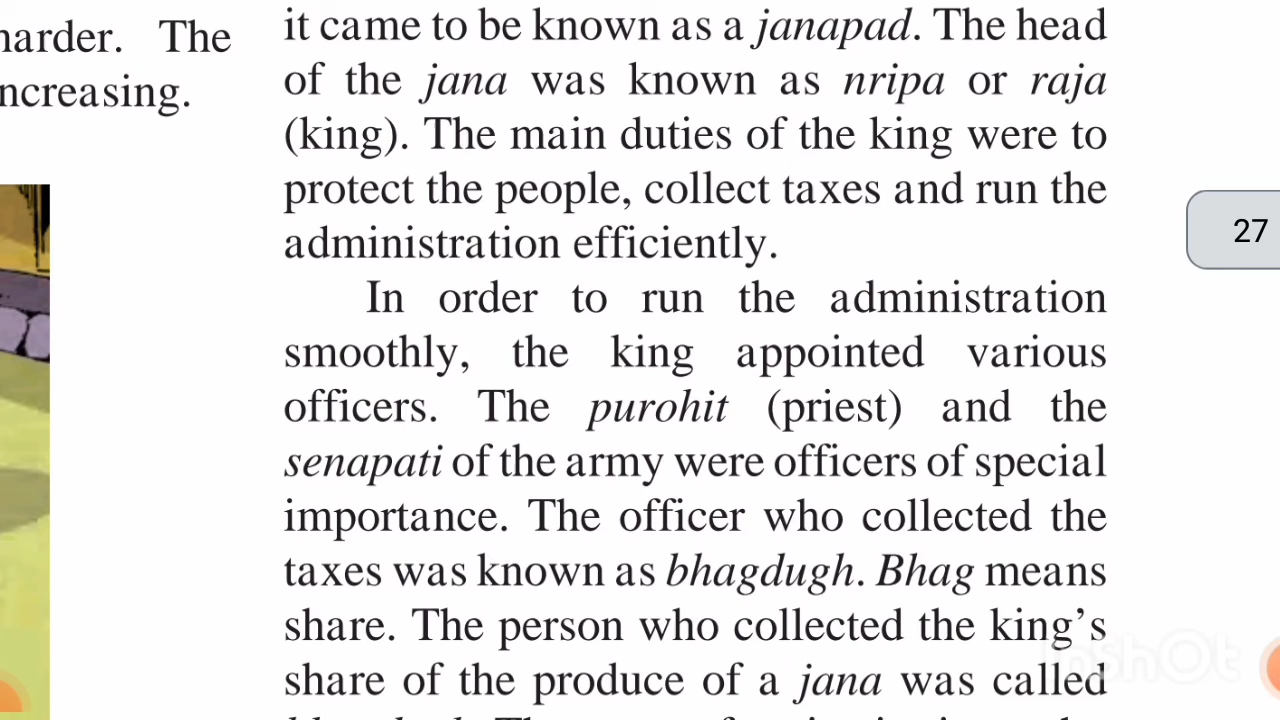 harder. The
ncreasing.
it came to be known as a janapad. The head
of the jana was known as nripa or raja
(king). The main duties of the king were to
protect the people, collect taxes and run the
administration efficiently.
In order to run the administration
smoothly, the king appointed various
officers. The purohit (priest) and the
senapati of the army were officers of special
importance. The officer who collected the
taxes was known as bhagdugh. Bhag means
share. The person who collected the king’s
share of the produce of a jana was called
27
InShOt